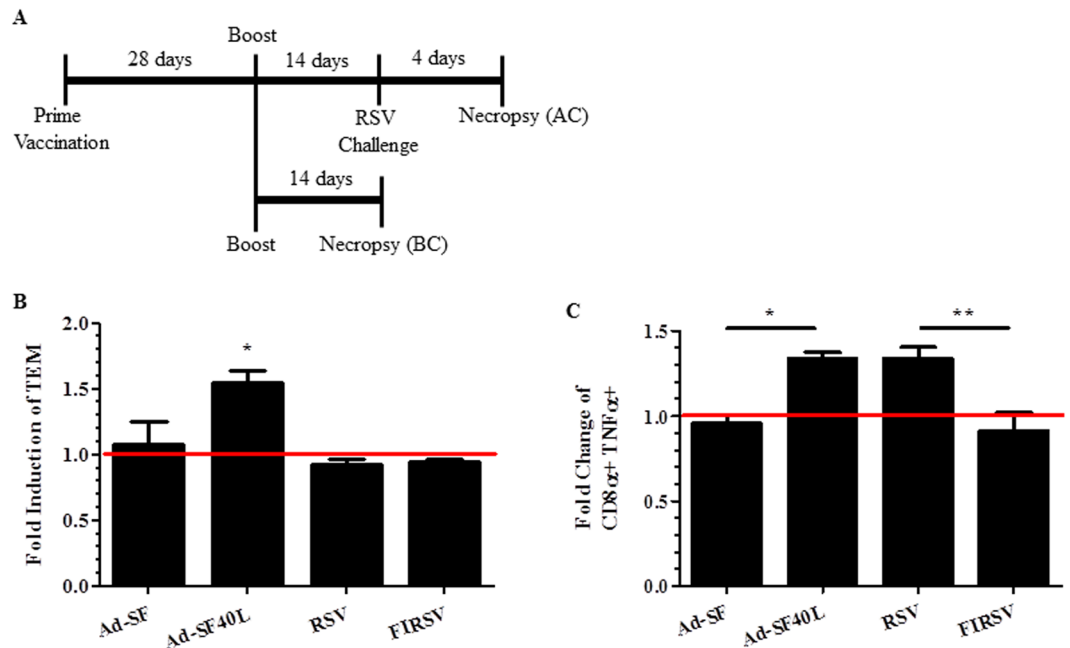 A
Boost
28 days 14 days 4 days
Prime
Vaccination
RSV
Challenge
Necropsy (AC)
14 days
Boost Necropsy (BC)
B
Fold Induction of TEM
2.0
1.5
1.0
0.5
0.0
*
Ad-SF Ad-SF40L RSV FIRSV
C
Fold Change of
CD8α+ TNFα+
1.5
1.0
0.5
0.0
* **
Ad-SF Ad-SF40L RSV FIRSV